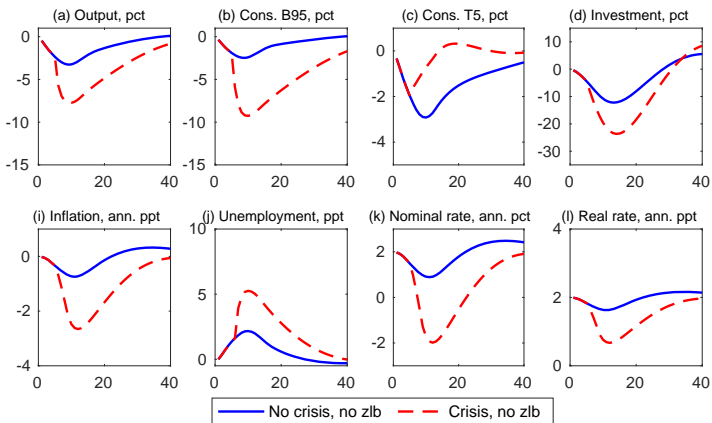 (a) Output, pct
(b) Cons. B95, pct
(c) Cons. T5, pct
(d) Investment, pct
0
-5
-10
-15
0 20 40
0
-5
-10
-15
0 20 40
0
-2
-4
0 20 40
10
0
-10
-20
-30
0 20 40
(i) Inflation, ann. ppt
(j) Unemployment, ppt
(k) Nominal rate, ann. pct
(l) Real rate, ann. ppt
0
-2
-4
0 20 40
10
5
0
0 20 40
2
0
-2
0 20 40
4
2
0
0 20 40
No crisis, no zlb
Crisis, no zlb